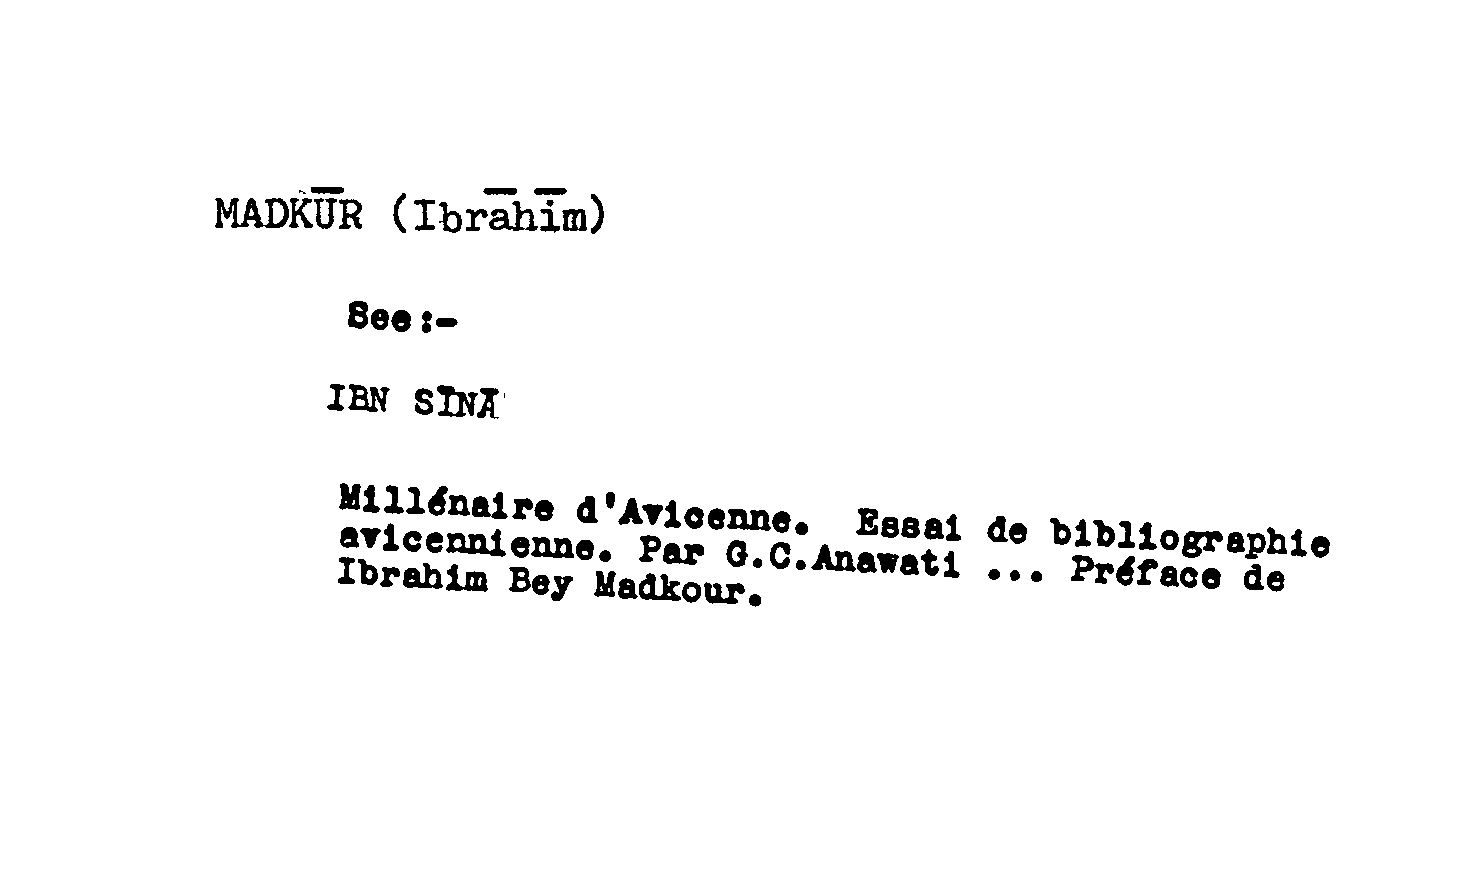 MADKŪR (Ibrāhīm)
See:-
IBN SĪNĀ
Millénaire d'Avicenne. Essai de bibliographie
avicennienne. Par G.C.Anawati ... Préface de
Ibrahim Bey Madkour.